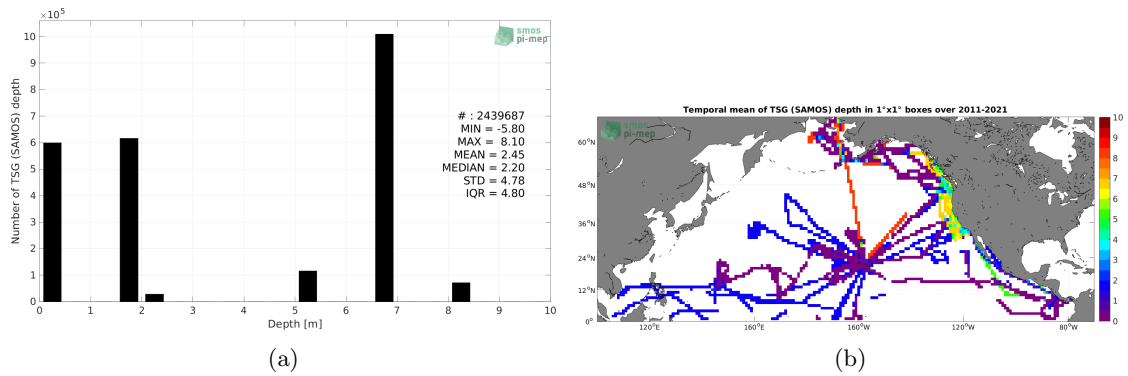 ×10⁵
smos
pi-mep
10
9
8
7
6
5
4
3
2
1
0
Number of TSG (SAMOS) depth
# : 2439687
MIN = -5.80
MAX = 8.10
MEAN = 2.45
MEDIAN = 2.20
STD = 4.78
IQR = 4.80
0 1 2 3 4 5 6 7 8 9 10
Depth [m]
(a)
Temporal mean of TSG (SAMOS) depth in 1°x1° boxes over 2011-2021
smos
pi-mep
60°N
48°N
36°N
24°N
12°N
0°
120°E 160°E 160°W 120°W 80°W
10
9
8
7
6
5
4
3
2
1
0
(b)